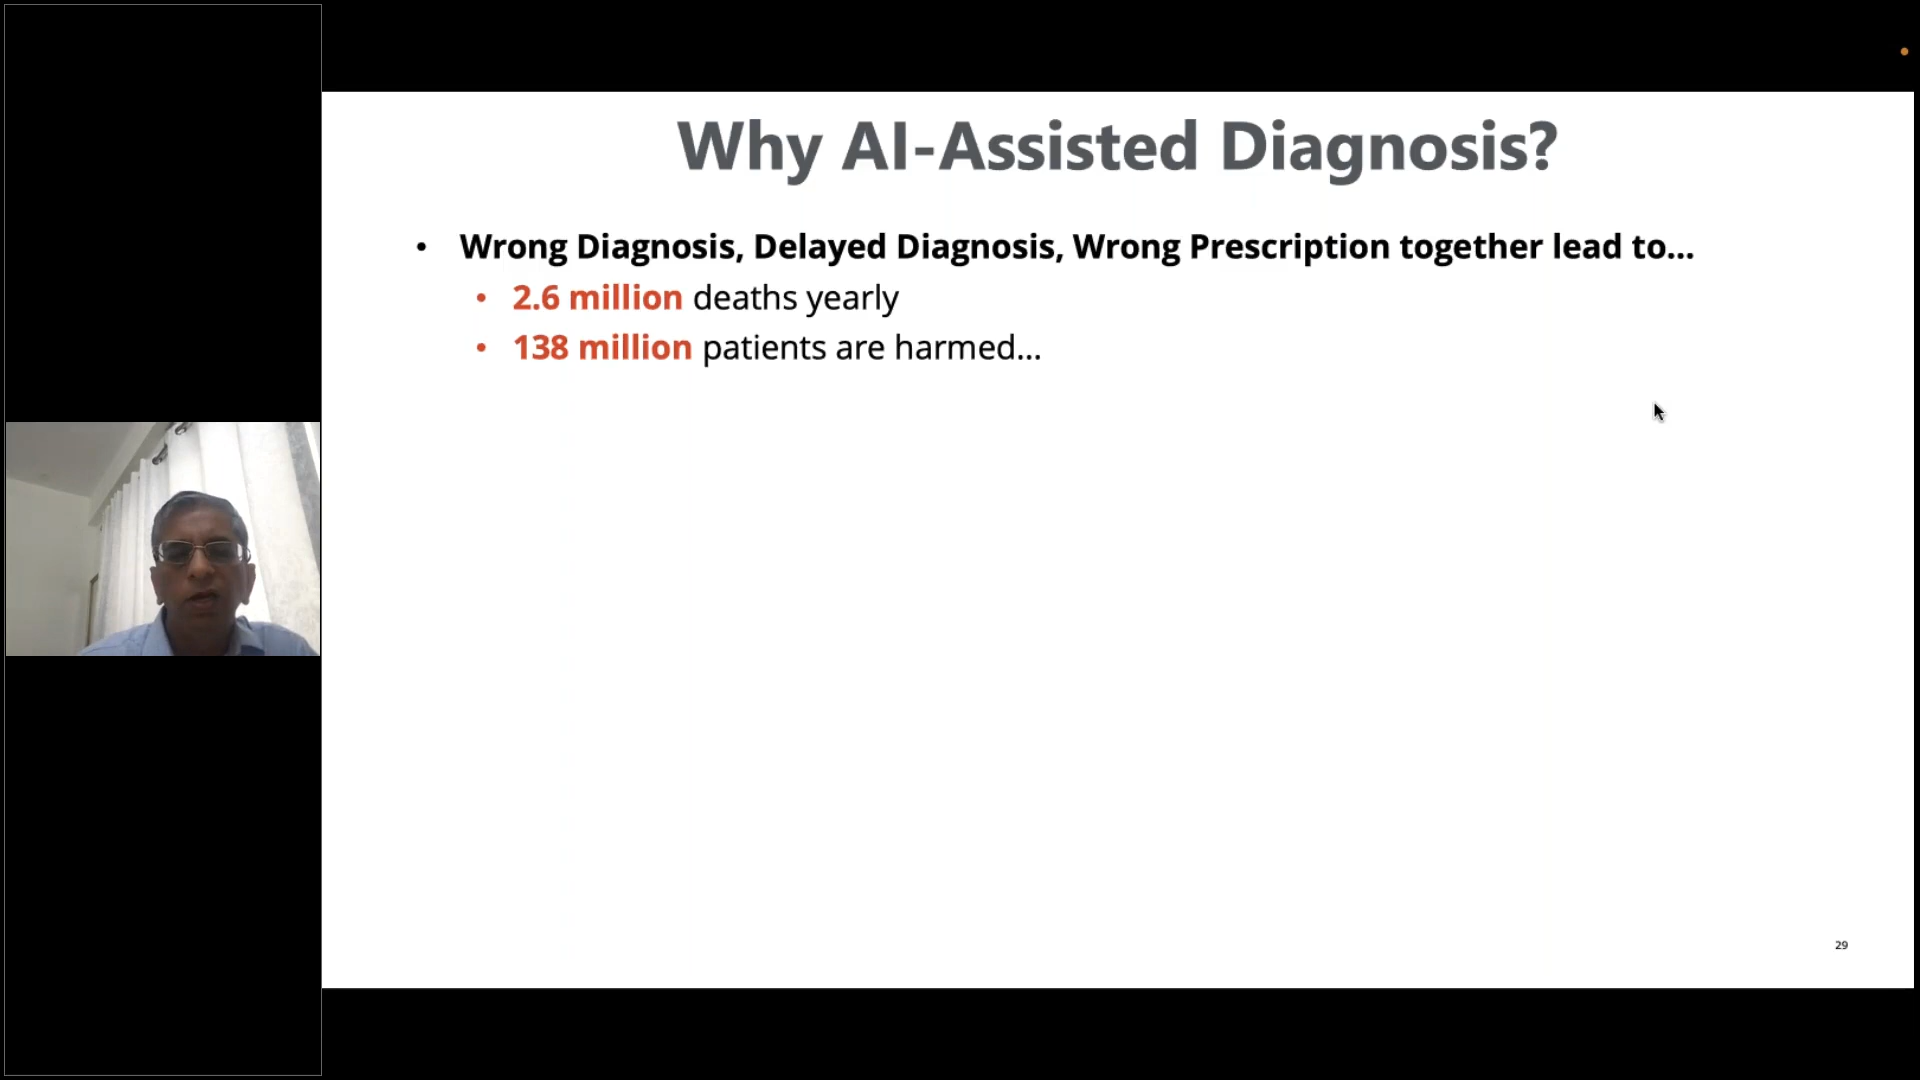 Why AI-Assisted Diagnosis?
• Wrong Diagnosis, Delayed Diagnosis, Wrong Prescription together lead to...
• 2.6 million deaths yearly
• 138 million patients are harmed...
29